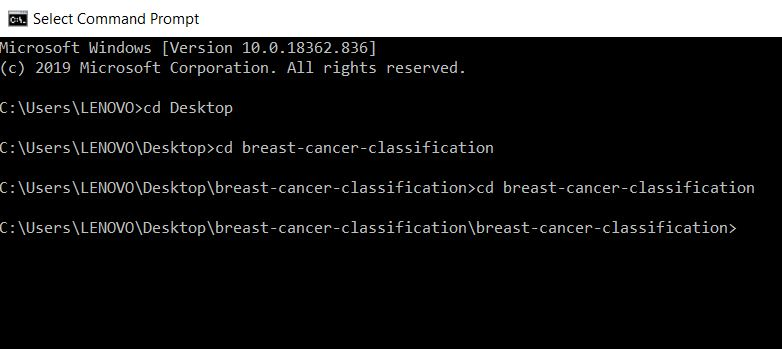 Select Command Prompt
Microsoft Windows [Version 10.0.18362.836]
(c) 2019 Microsoft Corporation. All rights reserved.
C:\Users\LENOVO>cd Desktop
C:\Users\LENOVO\Desktop>cd breast-cancer-classification
C:\Users\LENOVO\Desktop\breast-cancer-classification>cd breast-cancer-classification
C:\Users\LENOVO\Desktop\breast-cancer-classification\breast-cancer-classification>